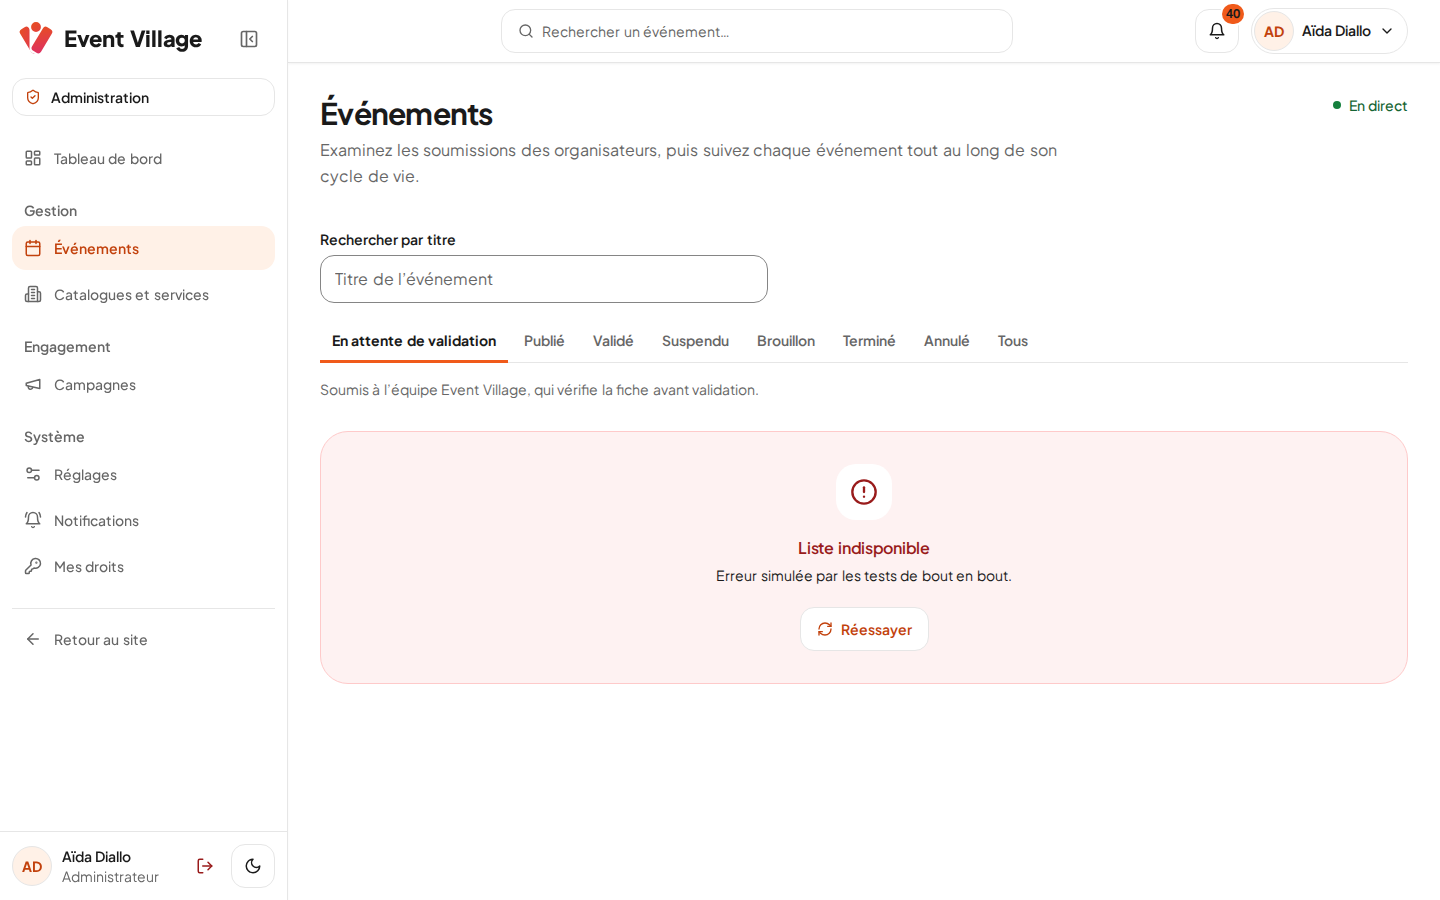 Event Village
Administration
Tableau de bord
Gestion
Événements
Catalogues et services
Engagement
Campagnes
Système
Réglages
Notifications
Mes droits
Retour au site
AD
Aïda Diallo
Administrateur
Rechercher un événement...
40
AD
Aïda Diallo
Événements
En direct
Examinez les soumissions des organisateurs, puis suivez chaque événement tout au long de son
cycle de vie.
Rechercher par titre
Titre de l’événement
En attente de validation
Publié
Validé
Suspendu
Brouillon
Terminé
Annulé
Tous
Soumis à l’équipe Event Village, qui vérifie la fiche avant validation.
Liste indisponible
Erreur simulée par les tests de bout en bout.
Réessayer